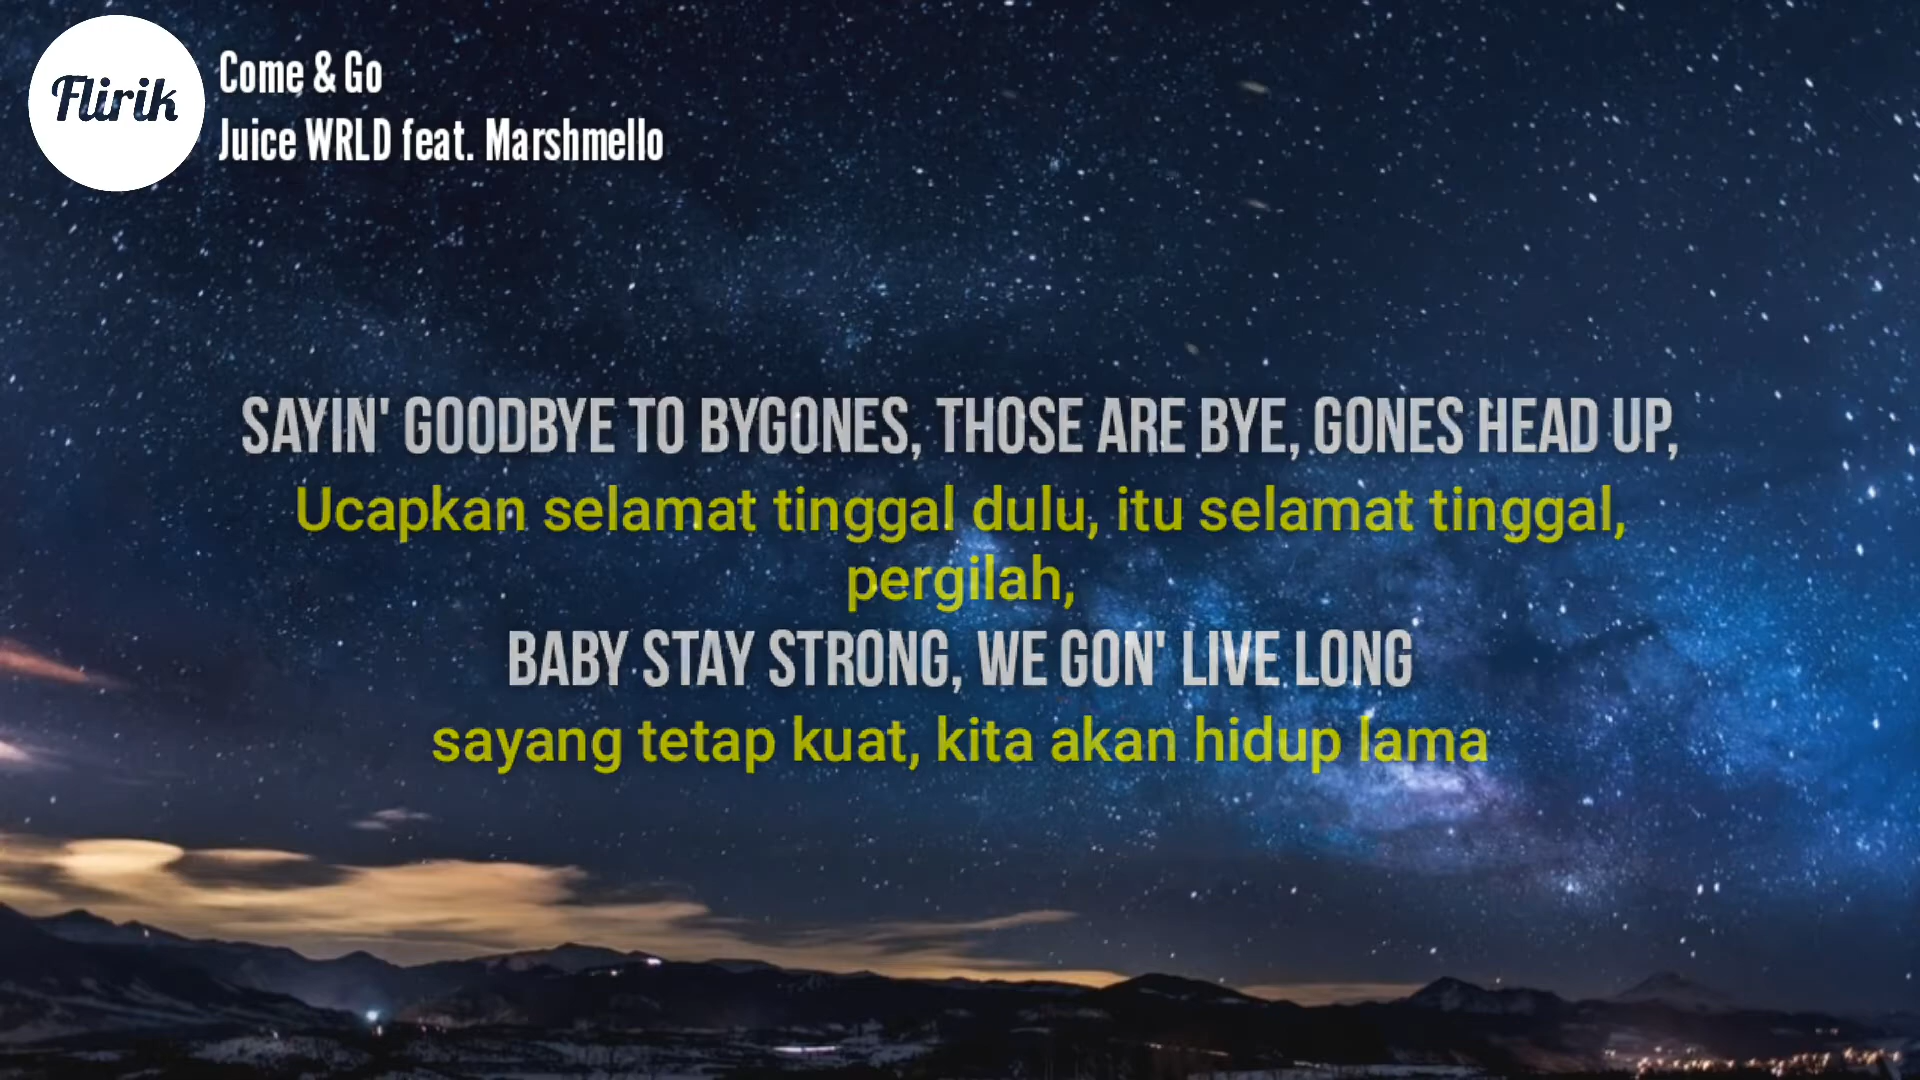 Flirik
Come & Go
Juice WRLD feat. Marshmello
SAYIN' GOODBYE TO BYGONES, THOSE ARE BYE, GONES HEAD UP,
Ucapkan selamat tinggal dulu, itu selamat tinggal,
pergilah,
BABY STAY STRONG, WE GON' LIVE LONG
sayang tetap kuat, kita akan hidup lama